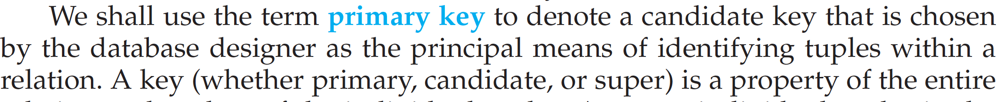 We shall use the term primary key to denote a candidate key that is chosen
by the database designer as the principal means of identifying tuples within a
relation. A key (whether primary, candidate, or super) is a property of the entire